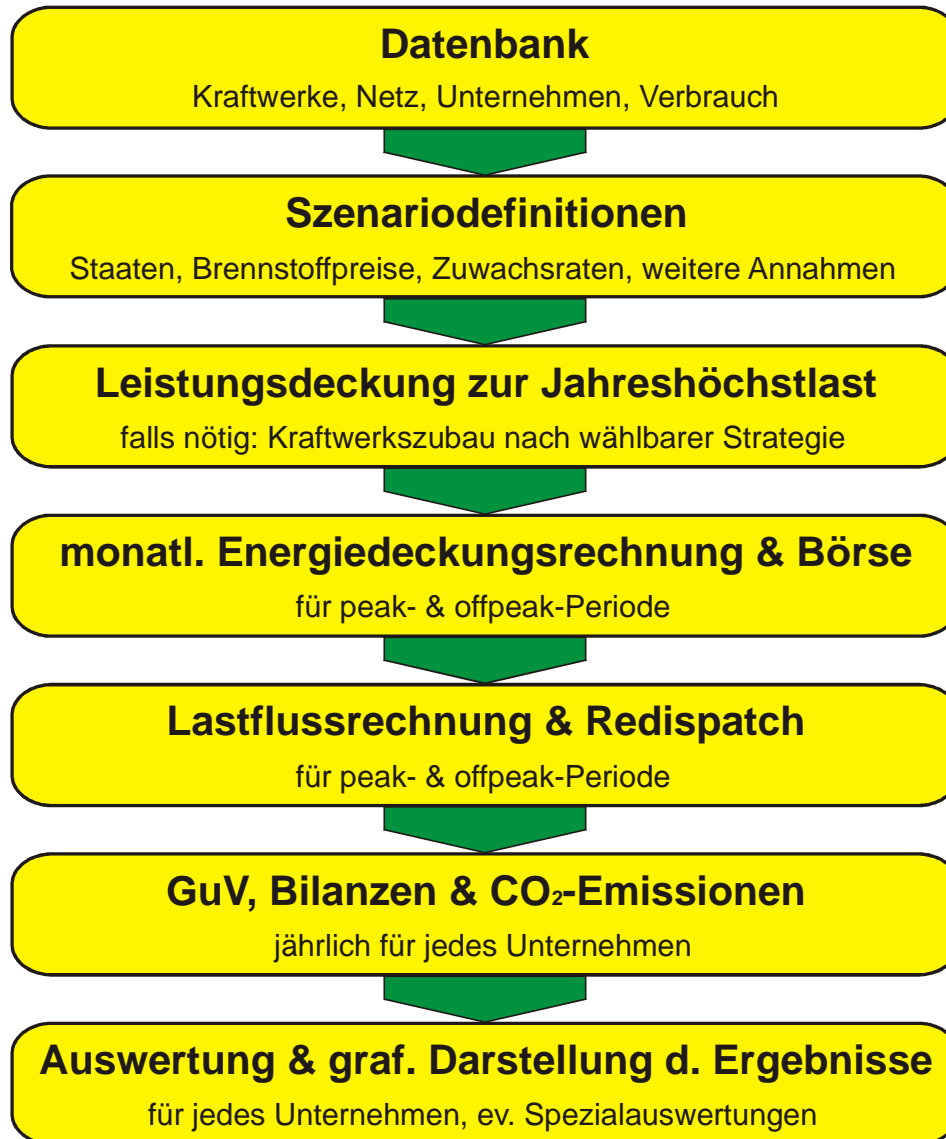 Datenbank
Kraftwerke, Netz, Unternehmen, Verbrauch
Szenariodefinitionen
Staaten, Brennstoffpreise, Zuwachsraten, weitere Annahmen
Leistungsdeckung zur Jahreshöchstlast
falls nötig: Kraftwerkszubau nach wählbarer Strategie
monatl. Energiedeckungsrechnung & Börse
für peak- & offpeak-Periode
Lastflussrechnung & Redispatch
für peak- & offpeak-Periode
GuV, Bilanzen & CO₂-Emissionen
jährlich für jedes Unternehmen
Auswertung & graf. Darstellung d. Ergebnisse
für jedes Unternehmen, ev. Spezialauswertungen